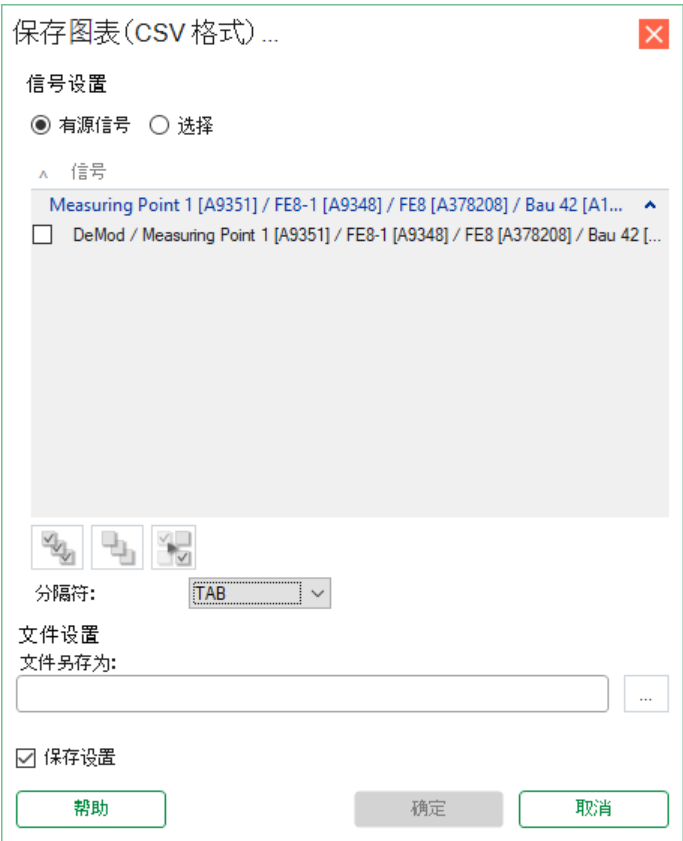 保存图表(CSV 格式) ...
信号设置
有源信号 选择
信号
Measuring Point 1 [A9351] / FE8-1 [A9348] / FE8 [A378208] / Bau 42 [A1...
DeMod / Measuring Point 1 [A9351] / FE8-1 [A9348] / FE8 [A378208] / Bau 42 [...
分隔符: TAB
文件设置
文件另存为:
...
保存设置
帮助 确定 取消